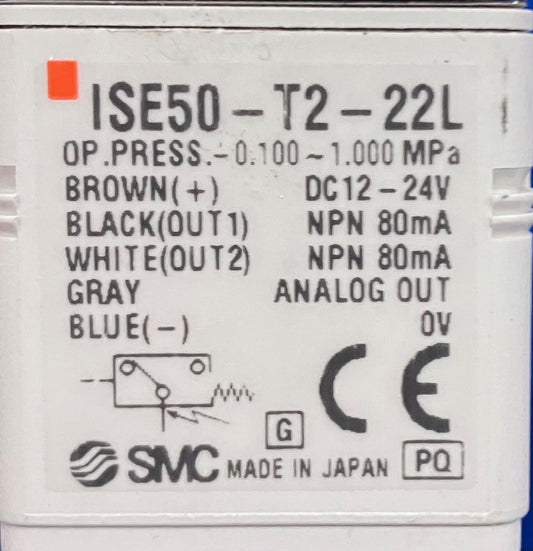 ISE50-T2-22L
OP.PRESS.-0.100~1.000 MPa
BROWN(+) DC12-24V
BLACK(OUT1) NPN 80mA
WHITE(OUT2) NPN 80mA
GRAY ANALOG OUT
BLUE(-) 0V
CE
G
SMC MADE IN JAPAN PQ